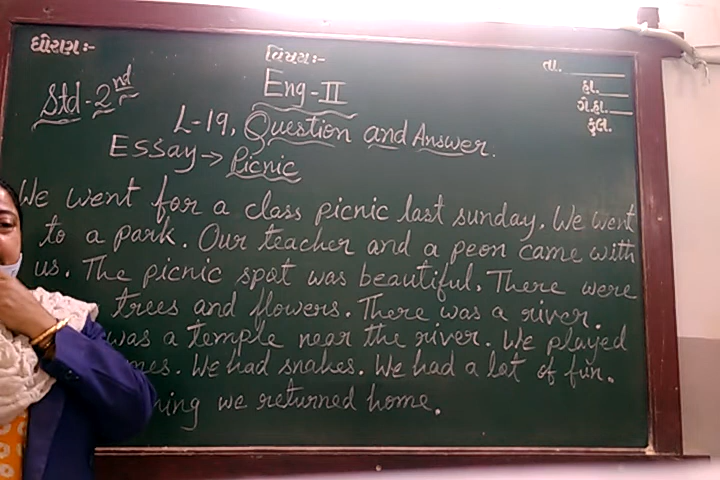 ધોરણ:-
વિષય:-
તા.
હા.
ગે.હા.
કુલ.
Std-2nd
Eng-II
L-19, Question and Answer.
Essay→ Picnic
We went for a class picnic last sunday. We went
to a park. Our teacher and a peon came with
us. The picnic spot was beautiful. There were
trees and flowers. There was a river.
was a temple near the river. We played
mes. We had snakes. We had a lot of fun.
ning we returned home.